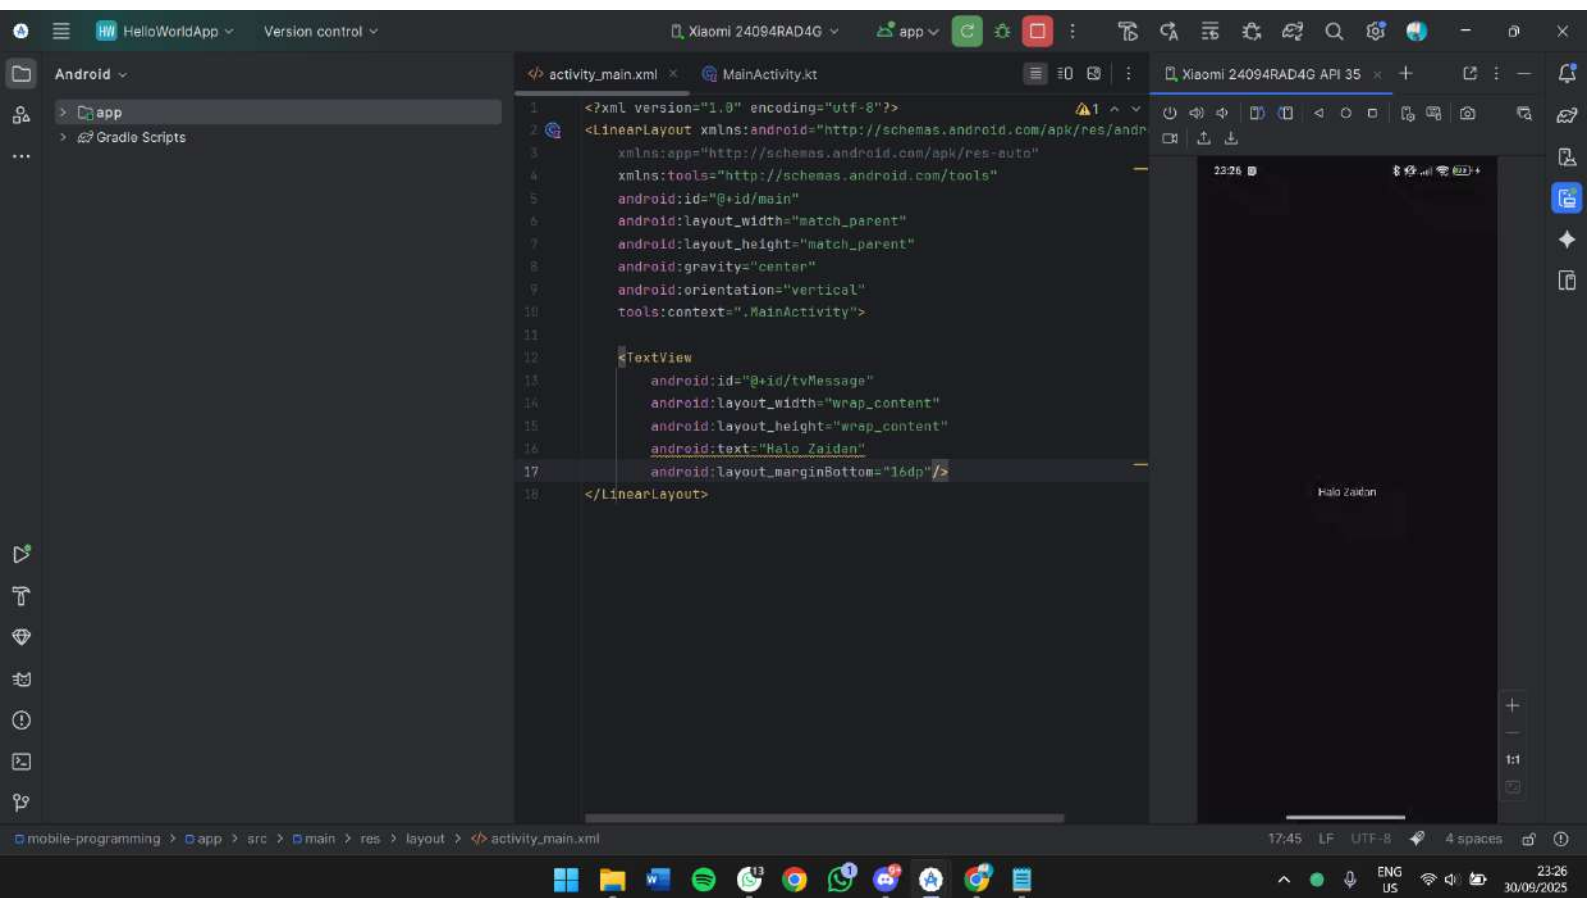 HW HelloWorldApp Version control Xiaomi 24094RAD4G app
Android
activity_main.xml MainActivity.kt
Xiaomi 24094RAD4G API 35
app
Gradle Scripts
1 <?xml version="1.0" encoding="utf-8"?>
1
2 <LinearLayout xmlns:android="http://schemas.android.com/apk/res/andr
3 xmlns:app="http://schemas.android.com/apk/res-auto"
4 xmlns:tools="http://schemas.android.com/tools"
5 android:id="@+id/main"
6 android:layout_width="match_parent"
7 android:layout_height="match_parent"
8 android:gravity="center"
9 android:orientation="vertical"
10 tools:context=".MainActivity">
11
12 <TextView
13 android:id="@+id/tvMessage"
14 android:layout_width="wrap_content"
15 android:layout_height="wrap_content"
16 android:text="Halo Zaidan"
17 android:layout_marginBottom="16dp"/>
18 </LinearLayout>
23:26
Halo Zaidan
1:1
mobile-programming > app > src > main > res > layout > activity_main.xml
17:45 LF UTF-8 4 spaces
13
1
ENG
US
23:26
30/09/2025